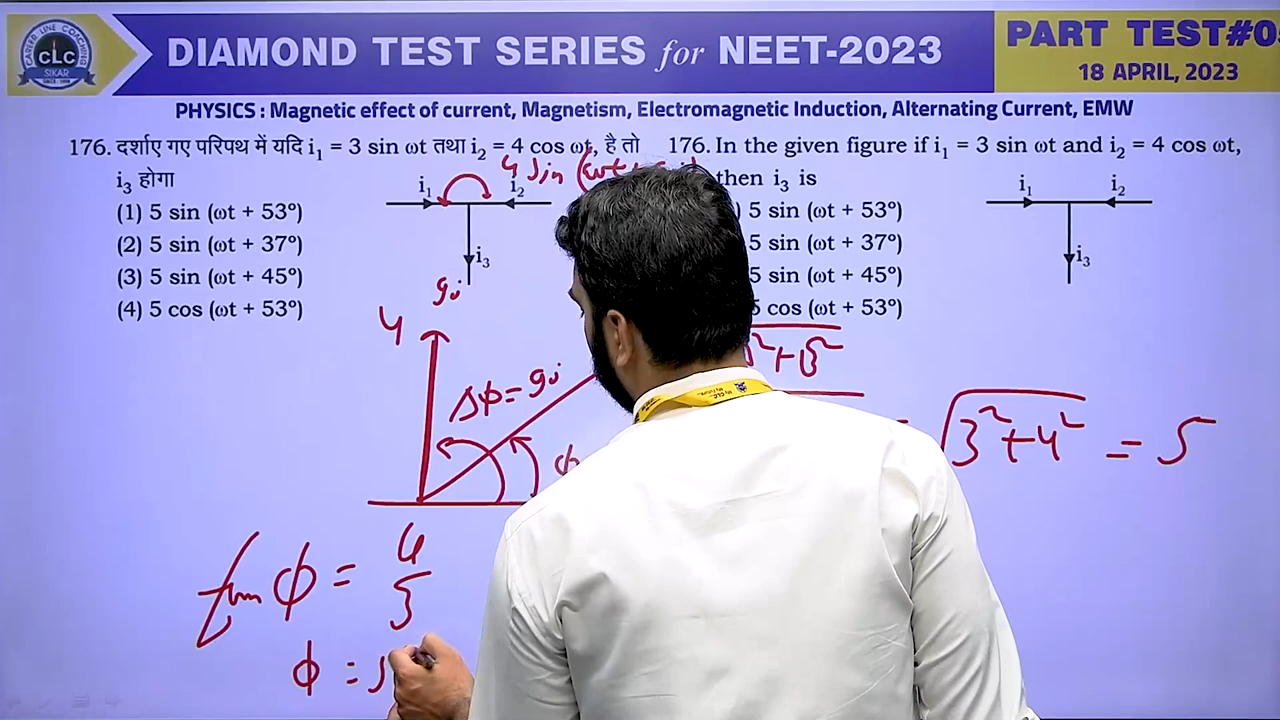 CAREER LINE COACHING
CLC
SIKAR
DIAMOND TEST SERIES for NEET-2023
PART TEST#0
18 APRIL, 2023
PHYSICS : Magnetic effect of current, Magnetism, Electromagnetic Induction, Alternating Current, EMW
176. दर्शाए गए परिपथ में यदि i₁ = 3 sin ωt तथा i₂ = 4 cos ωt, है तो
i₃ होगा
(1) 5 sin (ωt + 53°)
(2) 5 sin (ωt + 37°)
(3) 5 sin (ωt + 45°)
(4) 5 cos (ωt + 53°)
i₁
i₂
i₃
176. In the given figure if i₁ = 3 sin ωt and i₂ = 4 cos ωt,
then i₃ is
) 5 sin (ωt + 53°)
5 sin (ωt + 37°)
5 sin (ωt + 45°)
5 cos (ωt + 53°)
i₁
i₂
i₃
4 sin (ωt +
90
4
Δφ = 90
φ
√3²+4² = 5
φ =